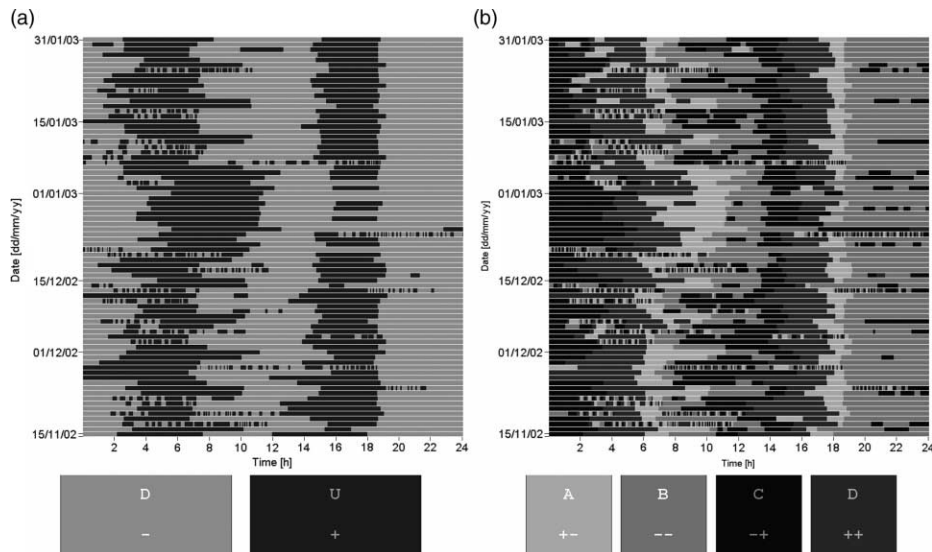 (a)
(b)
31/01/03
15/01/03
01/01/03
15/12/02
01/12/02
15/11/02
Date [dd/mm/yy]
2 4 6 8 10 12 14 16 18 20 22 24
Time [h]
31/01/03
15/01/03
01/01/03
15/12/02
01/12/02
15/11/02
Date [dd/mm/yy]
2 4 6 8 10 12 14 16 18 20 22 24
Time [h]
D U
- +
A B C D
+- -- -+ ++